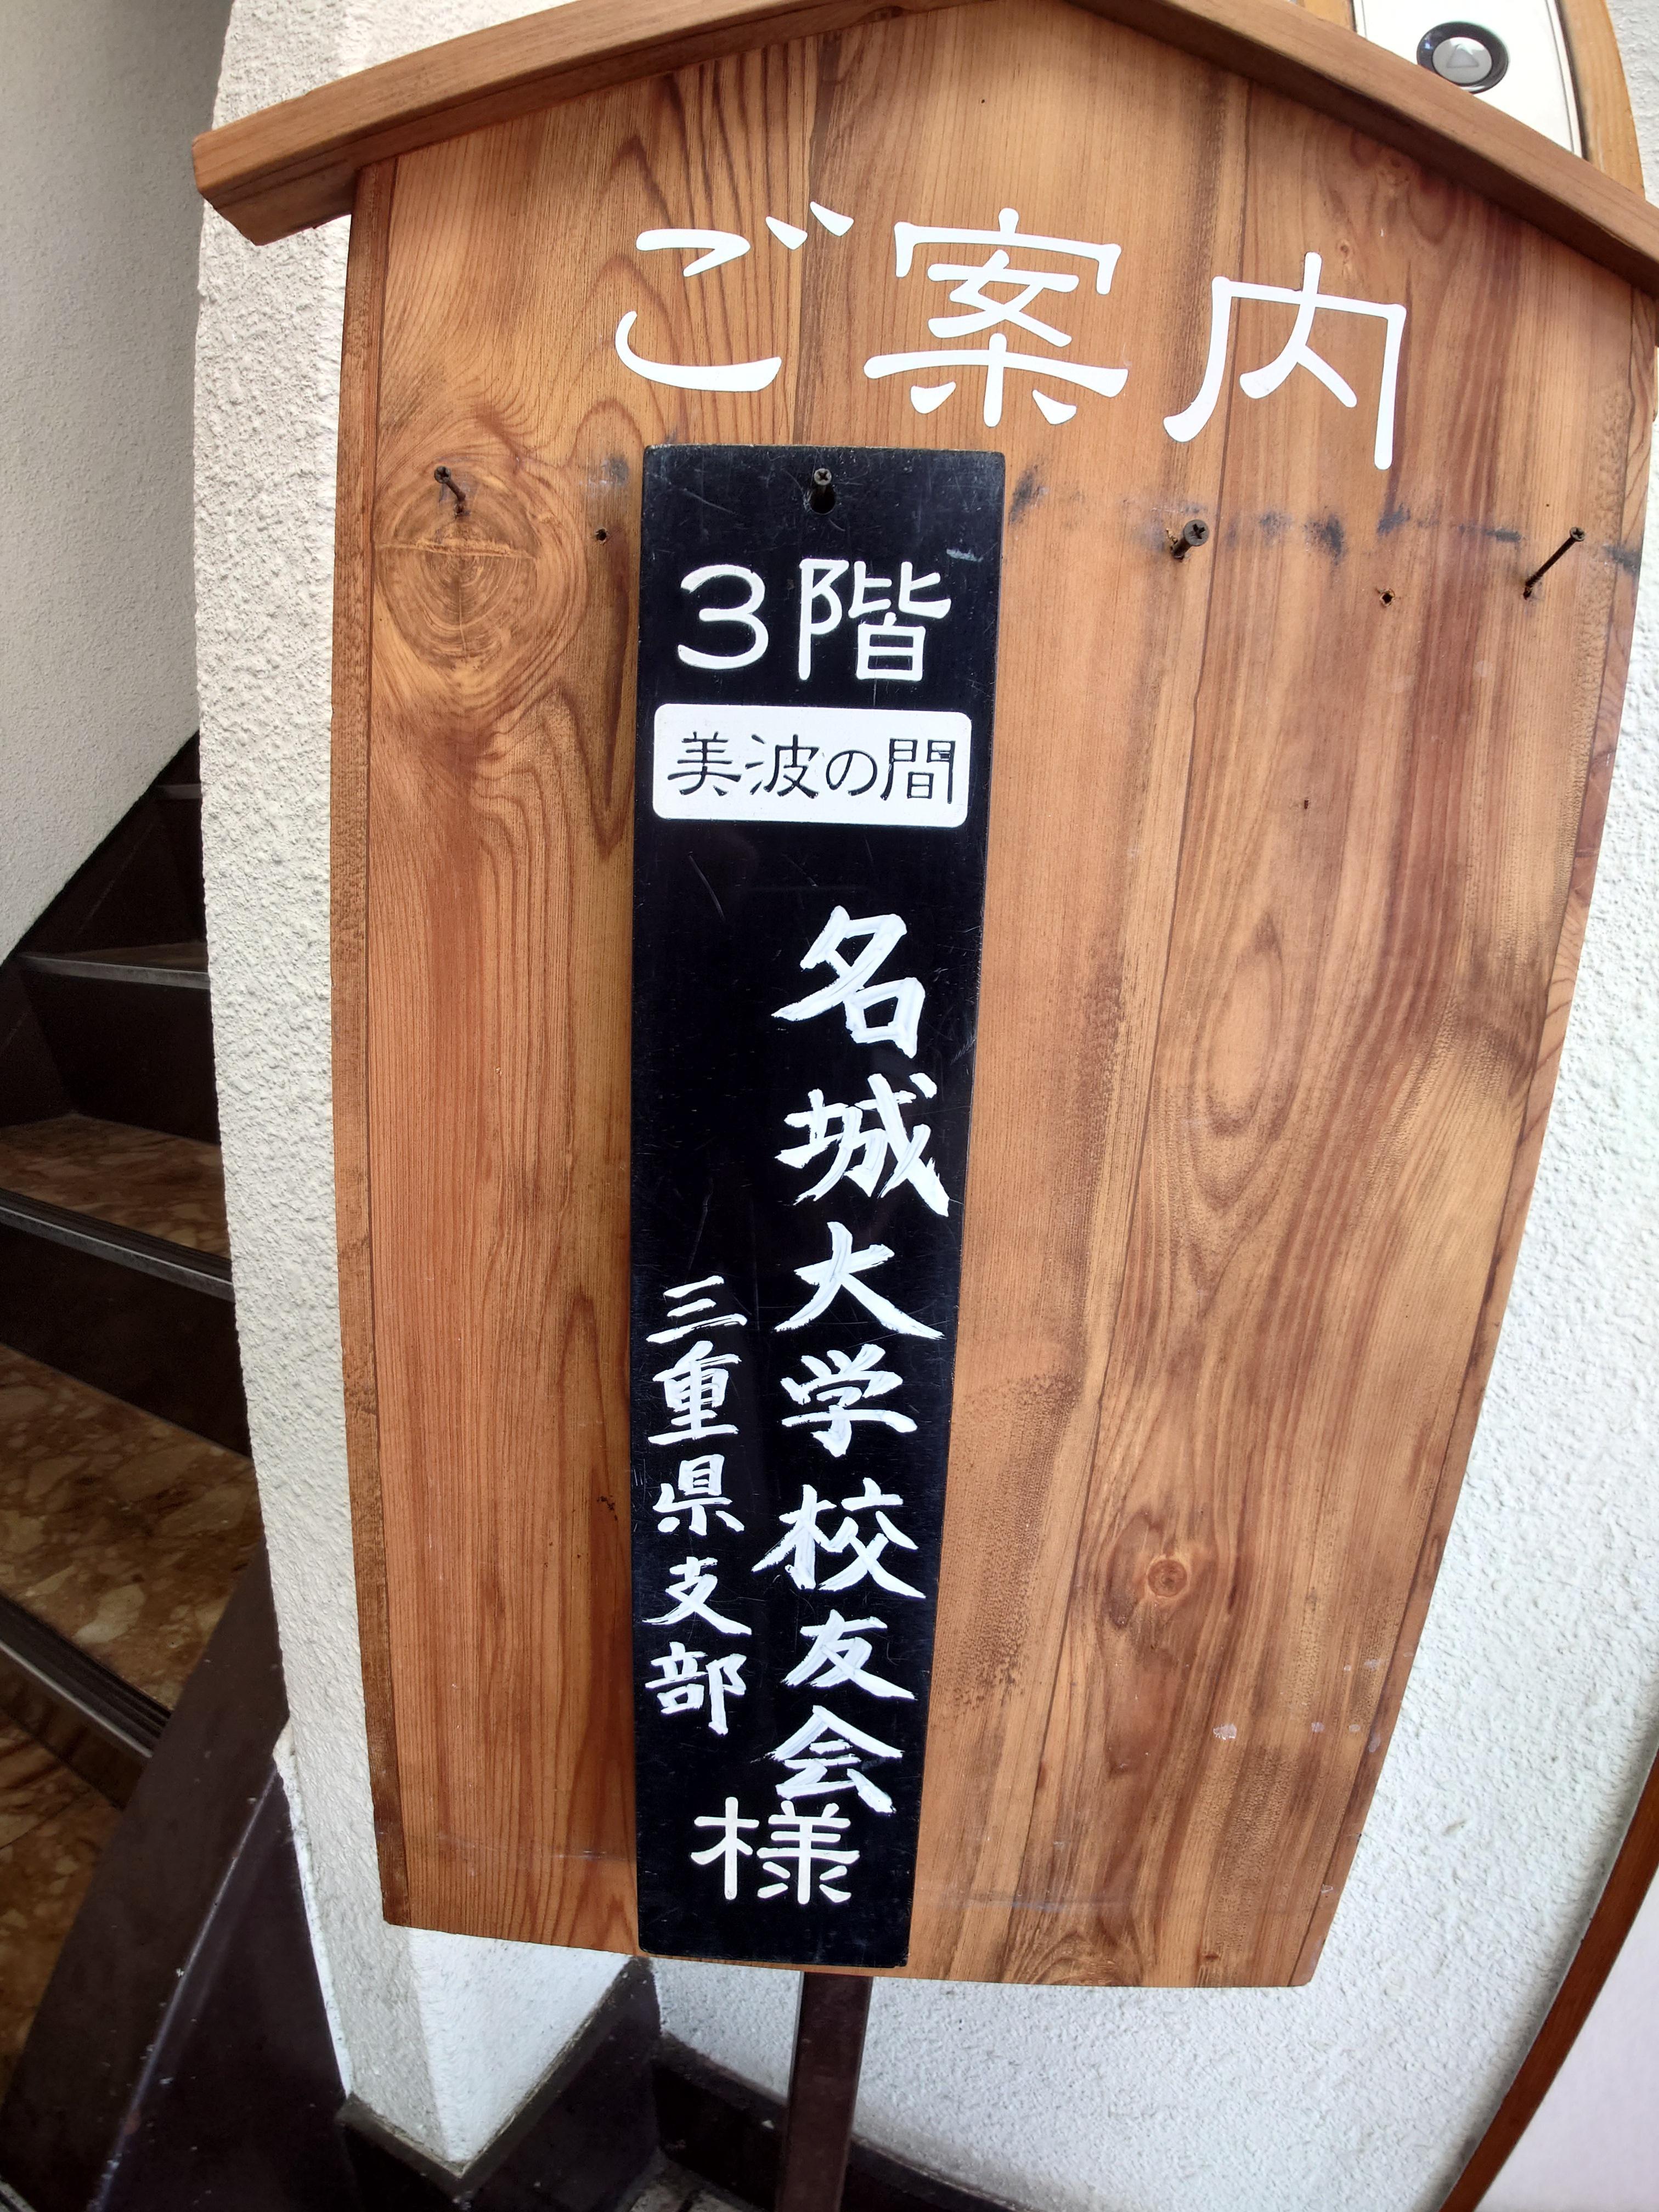 ご案内
3階
美波の間
名城大学校友会
三重県支部
様